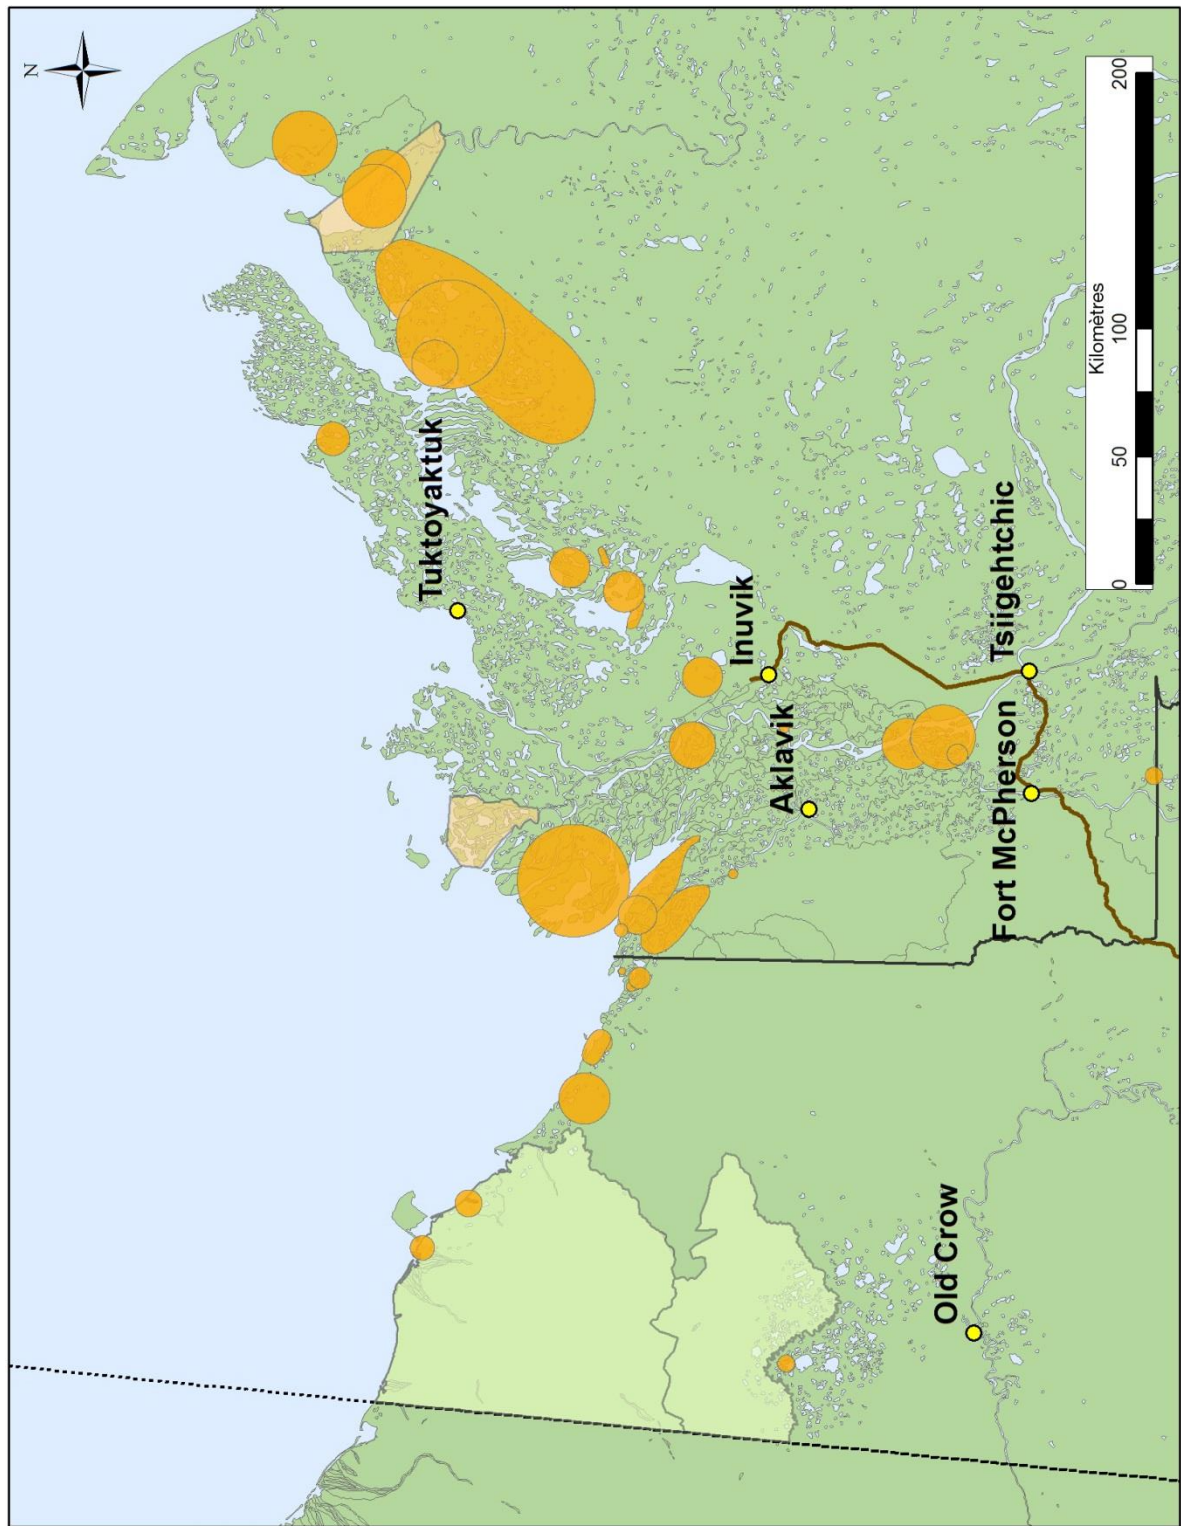 N
Tuktoyaktuk
Inuvik
Aklavik
Tsiigehtchic
Fort McPherson
Old Crow
Kilomètres
0 50 100 200